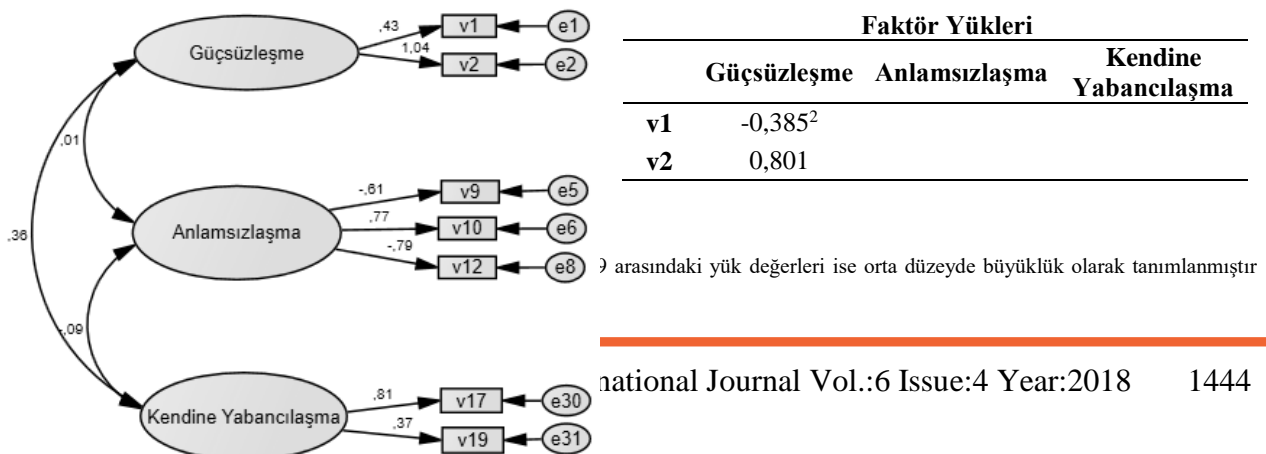 Güçsüzleşme
,43
v1
e1
1,04
v2
e2
,01
,36
Anlamsızlaşma
-,61
v9
e5
,77
v10
e6
-,79
v12
e8
-,09
Kendine Yabancılaşma
,81
v17
e30
,37
v19
e31
Faktör Yükleri
Güçsüzleşme Anlamsızlaşma Kendine Yabancılaşma
v1 -0,385²
v2 0,801
9 arasındaki yük değerleri ise orta düzeyde büyüklük olarak tanımlanmıştır
national Journal Vol.:6 Issue:4 Year:2018 1444